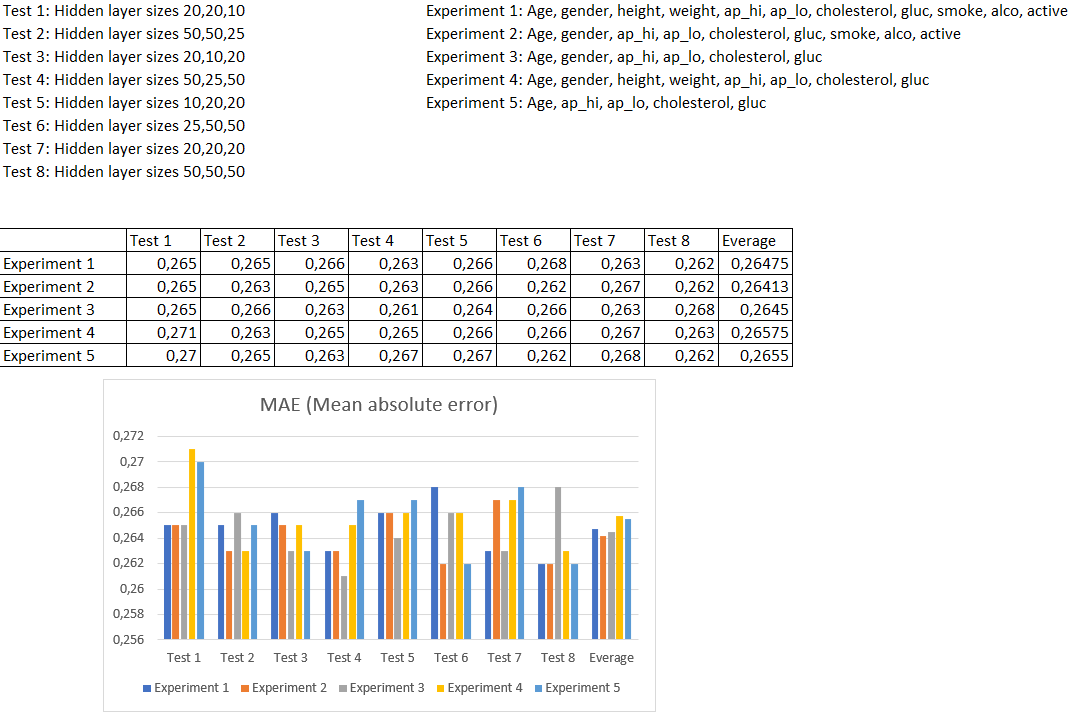 Test 1: Hidden layer sizes 20,20,10
Test 2: Hidden layer sizes 50,50,25
Test 3: Hidden layer sizes 20,10,20
Test 4: Hidden layer sizes 50,25,50
Test 5: Hidden layer sizes 10,20,20
Test 6: Hidden layer sizes 25,50,50
Test 7: Hidden layer sizes 20,20,20
Test 8: Hidden layer sizes 50,50,50
Experiment 1: Age, gender, height, weight, ap_hi, ap_lo, cholesterol, gluc, smoke, alco, active
Experiment 2: Age, gender, ap_hi, ap_lo, cholesterol, gluc, smoke, alco, active
Experiment 3: Age, gender, ap_hi, ap_lo, cholesterol, gluc
Experiment 4: Age, gender, height, weight, ap_hi, ap_lo, cholesterol, gluc
Experiment 5: Age, ap_hi, ap_lo, cholesterol, gluc
Test 1 Test 2 Test 3 Test 4 Test 5 Test 6 Test 7 Test 8 Everage
Experiment 1 0,265 0,265 0,266 0,263 0,266 0,268 0,263 0,262 0,26475
Experiment 2 0,265 0,263 0,265 0,263 0,266 0,262 0,267 0,262 0,26413
Experiment 3 0,265 0,266 0,263 0,261 0,264 0,266 0,263 0,268 0,2645
Experiment 4 0,271 0,263 0,265 0,265 0,266 0,266 0,267 0,263 0,26575
Experiment 5 0,27 0,265 0,263 0,267 0,267 0,262 0,268 0,262 0,2655
MAE (Mean absolute error)
0,272
0,27
0,268
0,266
0,264
0,262
0,26
0,258
0,256
Test 1 Test 2 Test 3 Test 4 Test 5 Test 6 Test 7 Test 8 Everage
Experiment 1 Experiment 2 Experiment 3 Experiment 4 Experiment 5